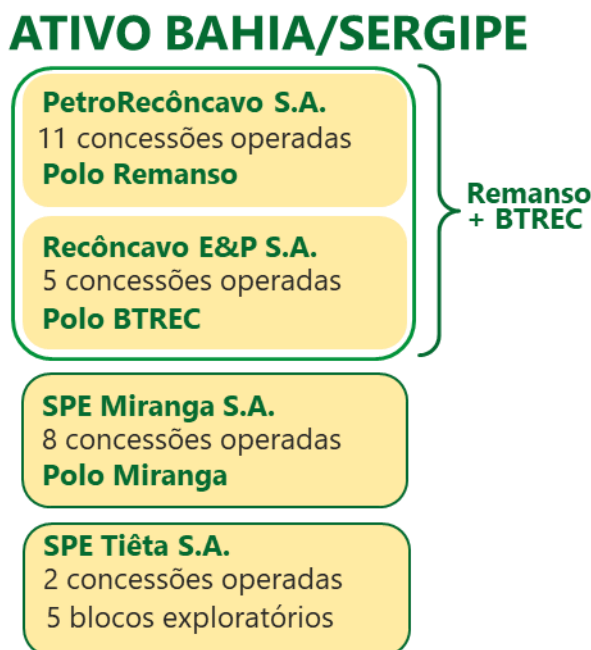 ATIVO BAHIA/SERGIPE
PetroRecôncavo S.A.
11 concessões operadas
Polo Remanso
Recôncavo E&P S.A.
5 concessões operadas
Polo BTREC
Remanso
+ BTREC
SPE Miranga S.A.
8 concessões operadas
Polo Miranga
SPE Tiêta S.A.
2 concessões operadas
5 blocos exploratórios